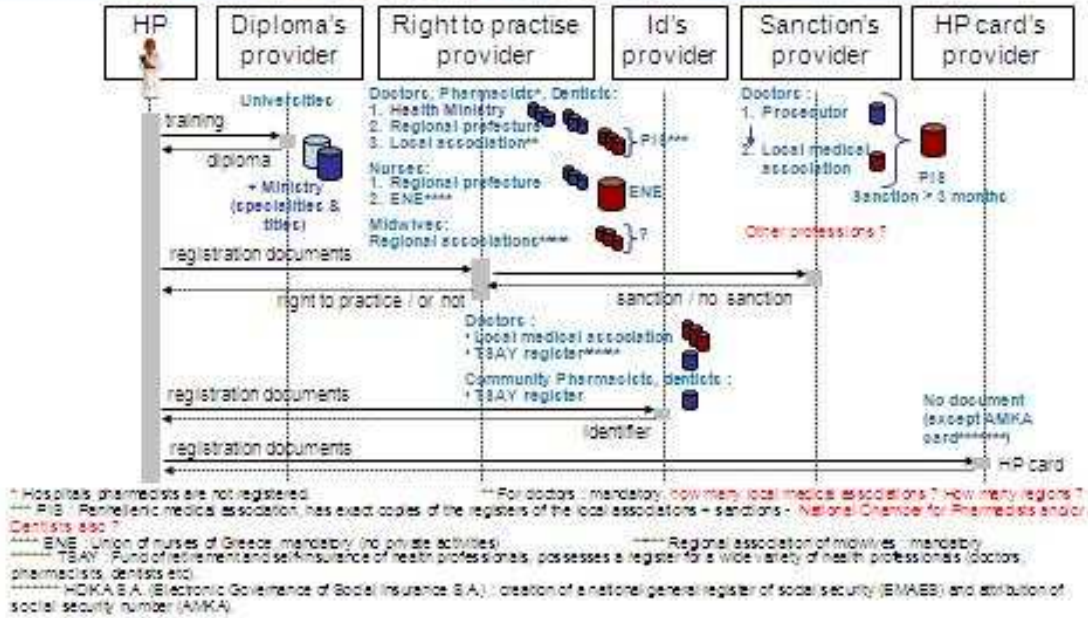 HP
Diploma's provider
Right to practise provider
Id's provider
Sanction's provider
HP card's provider
Universities
training
diploma
+ Ministry
(specialities &
titles)
Doctors, Pharmacists*, Dentists:
1. Health Ministry
2. Regional prefecture
3. Local association**
PIS***
Nurses:
1. Regional prefecture
2. ENE****
ENE
Midwives:
Regional associations*****
?
Doctors :
1. Prosecutor
2. Local medical
association
PIS
Sanction > 3 months
Other professions ?
registration documents
right to practice / or not
sanction / no sanction
Doctors :
• Local medical association
• TSAY register******
Community Pharmacists, dentists :
• TSAY register
registration documents
identifier
No document
(except AMKA
card*******)
registration documents
HP card
* Hospitals pharmacists are not registered.
** For doctors : mandatory, how many local medical associations ? How many regions ?
*** PIS : Panhellenic medical association, has exact copies of the registers of the local associations + sanctions - National Chamber for Pharmacists and/or
Dentists also ?
**** ENE : Union of nurses of Greece, mandatory (no private activities)
***** Regional association of midwives : mandatory
****** TSAY : Fund of retirement and self-insurance of health professionals, possesses a register for a wide variety of health professionals (doctors,
pharmacists, dentists etc).
******* HDIKA S.A. (Electronic Governance of Social Insurance S.A.) : creation of a national general register of social security (EMAES) and attribution of
social security number (AMKA).